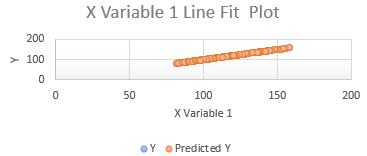 X Variable 1 Line Fit  Plot
200
100
0
Y
0 50 100 150 200
X Variable 1
Y Predicted Y